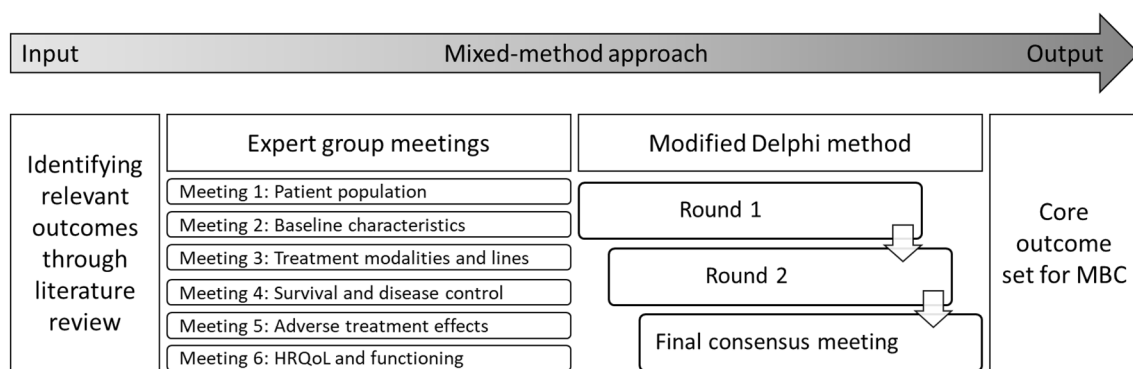 Input Mixed-method approach Output
Identifying
relevant
outcomes
through
literature
review
Expert group meetings
Meeting 1: Patient population
Meeting 2: Baseline characteristics
Meeting 3: Treatment modalities and lines
Meeting 4: Survival and disease control
Meeting 5: Adverse treatment effects
Meeting 6: HRQoL and functioning
Modified Delphi method
Round 1
Round 2
Final consensus meeting
Core
outcome
set for MBC